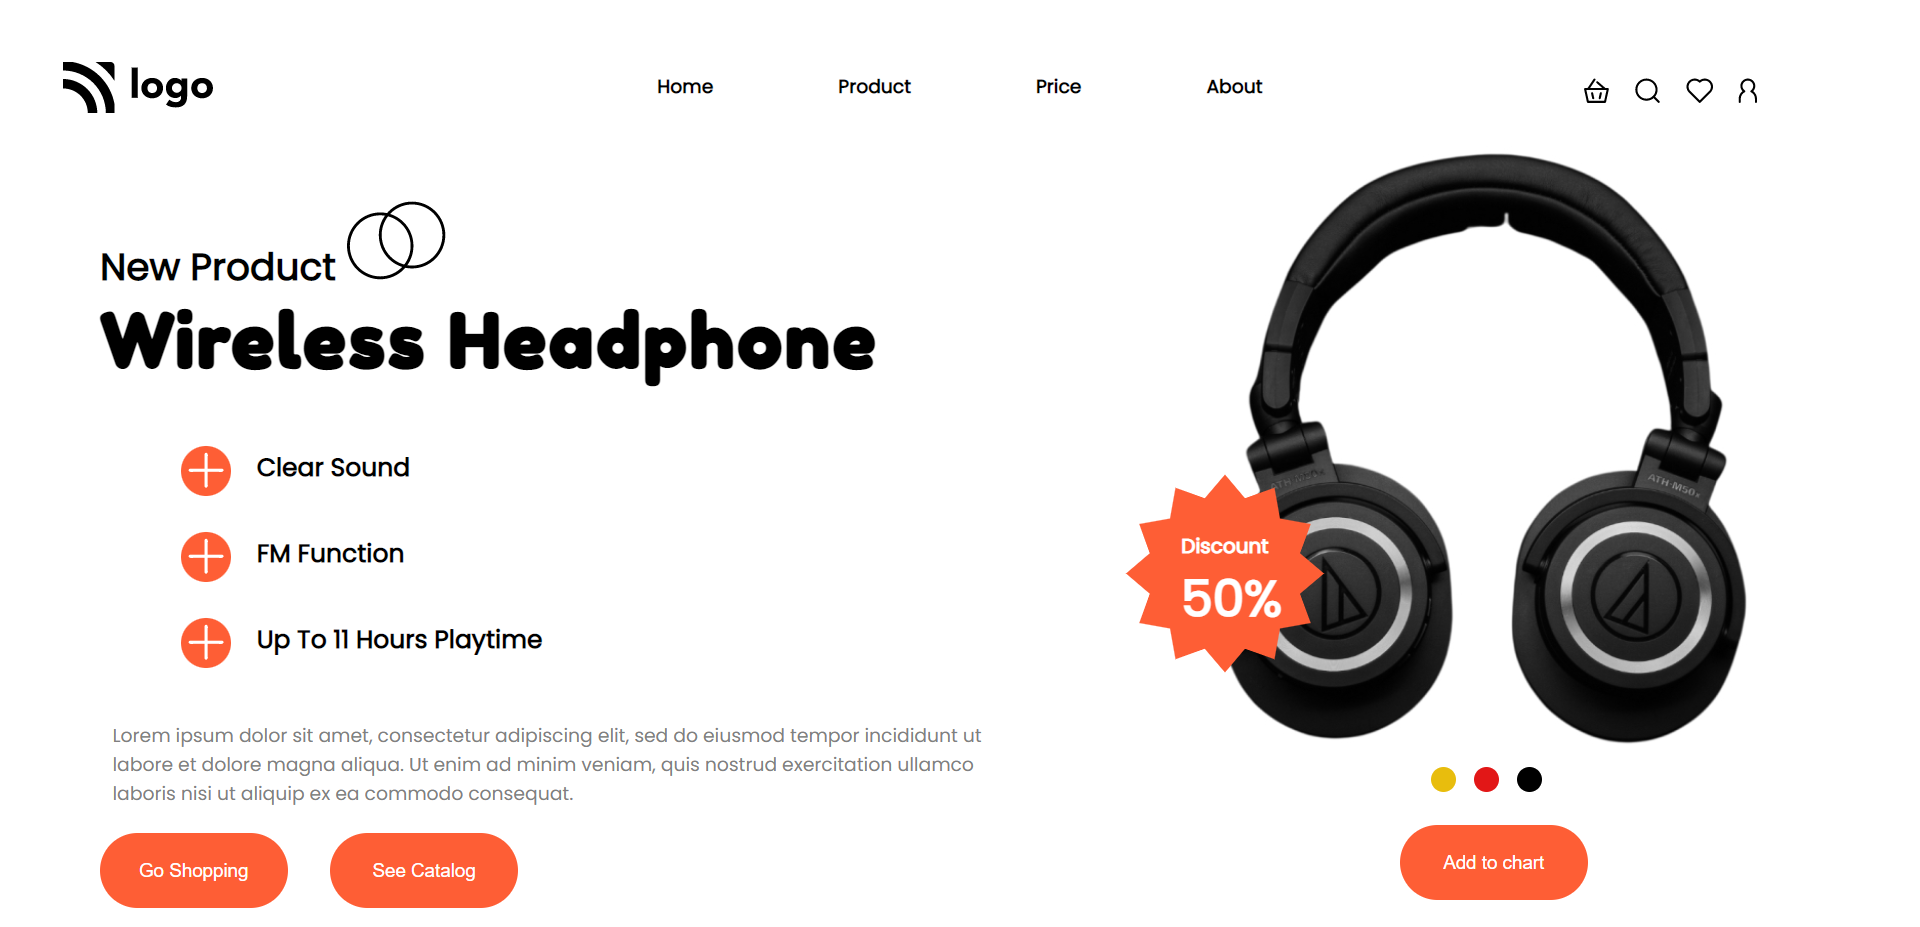 logo
Home
Product
Price
About
New Product
Wireless Headphone
Clear Sound
FM Function
Up To 11 Hours Playtime
Lorem ipsum dolor sit amet, consectetur adipiscing elit, sed do eiusmod tempor incididunt ut
labore et dolore magna aliqua. Ut enim ad minim veniam, quis nostrud exercitation ullamco
laboris nisi ut aliquip ex ea commodo consequat.
Go Shopping
See Catalog
ATH-M50x
ATH-M50x
Discount
50%
Add to chart